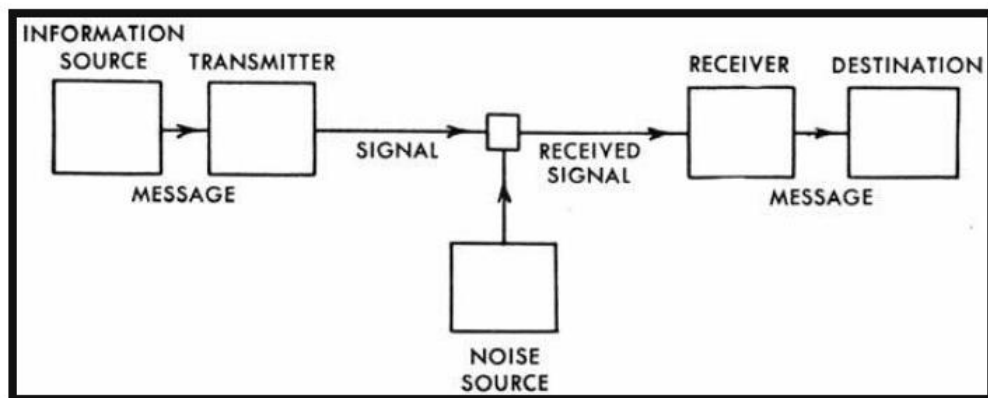 INFORMATION
SOURCE
TRANSMITTER
RECEIVER
DESTINATION
SIGNAL
RECEIVED
SIGNAL
MESSAGE
MESSAGE
NOISE
SOURCE